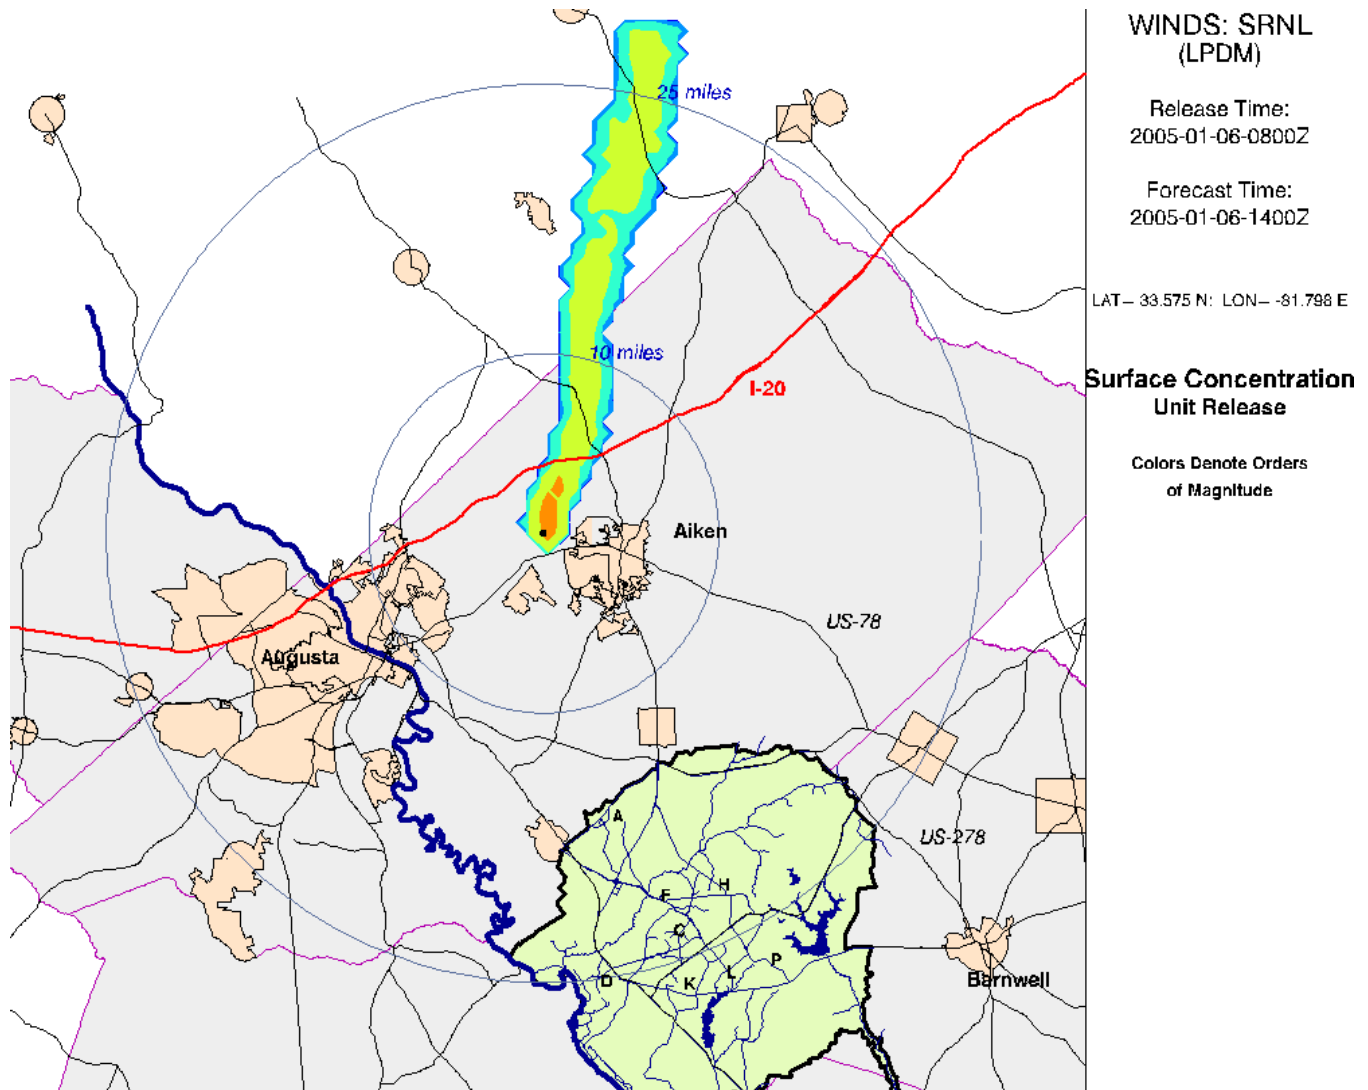 WINDS: SRNL
(LPDM)
Release Time:
2005-01-06-0800Z
Forecast Time:
2005-01-06-1400Z
LAT— 33.575 N: LON— -81.798 E
Surface Concentration
Unit Release
Colors Denote Orders
of Magnitude
25 miles
10 miles
I-20
Aiken
US-78
Augusta
US-278
A
F
H
C
D
K
L
P
Barnwell